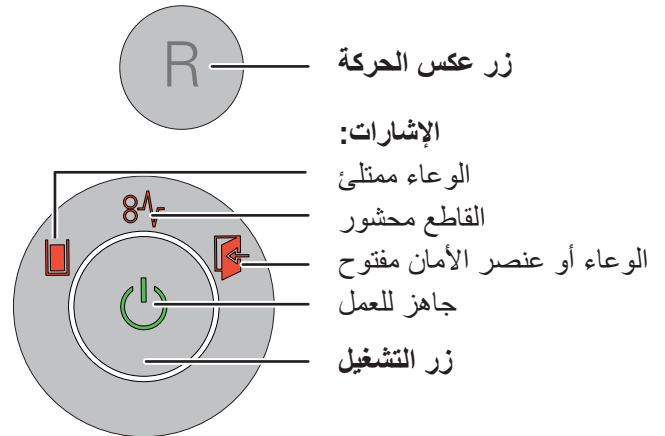 R
زر عكس الحركة
الإشارات:
الوعاء ممتلئ
القاطع محشور
الوعاء أو عنصر الأمان مفتوح
جاهز للعمل
زر التشغيل